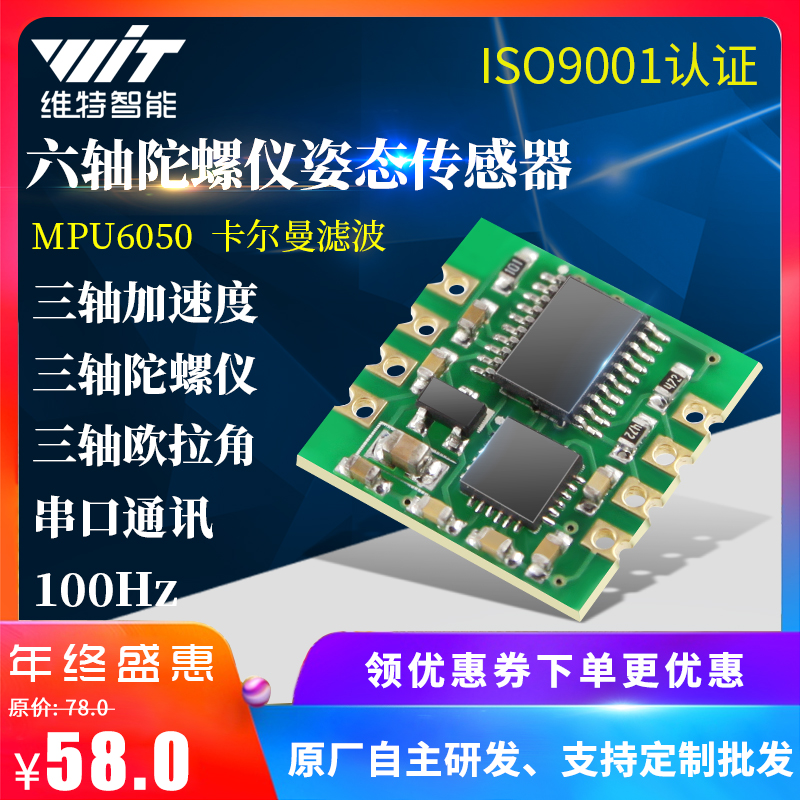 WIT
维特智能
ISO9001认证
六轴陀螺仪姿态传感器
MPU6050 卡尔曼滤波
三轴加速度
三轴陀螺仪
三轴欧拉角
串口通讯
100Hz
101
473
472
年终盛惠
原价: 78.0
¥58.0
领优惠券下单更优惠
原厂自主研发、支持定制批发